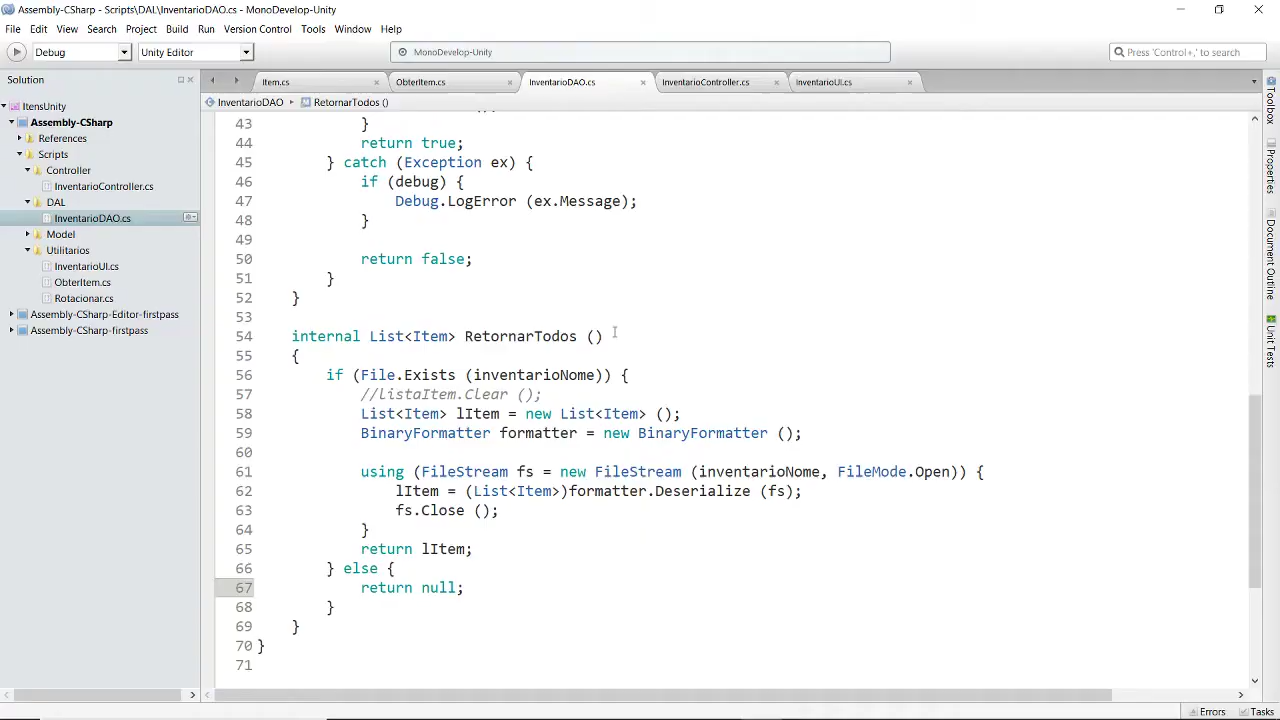 Assembly-CSharp - Scripts\DAL\InventarioDAO.cs - MonoDevelop-Unity
File Edit View Search Project Build Run Version Control Tools Window Help
Debug Unity Editor MonoDevelop-Unity Press 'Control+,' to search
Solution
ItensUnity
Assembly-CSharp
References
Scripts
Controller
InventarioController.cs
DAL
InventarioDAO.cs
Model
Utilitarios
InventarioUI.cs
ObterItem.cs
Rotacionar.cs
Assembly-CSharp-Editor-firstpass
Assembly-CSharp-firstpass
Item.cs ObterItem.cs InventarioDAO.cs InventarioController.cs InventarioUI.cs
InventarioDAO RetornarTodos ()
43 }
44 return true;
45 } catch (Exception ex) {
46 if (debug) {
47 Debug.LogError (ex.Message);
48 }
49
50 return false;
51 }
52 }
53
54 internal List<Item> RetornarTodos ()
55 {
56 if (File.Exists (inventarioNome)) {
57 //listaItem.Clear ();
58 List<Item> lItem = new List<Item> ();
59 BinaryFormatter formatter = new BinaryFormatter ();
60
61 using (FileStream fs = new FileStream (inventarioNome, FileMode.Open)) {
62 lItem = (List<Item>)formatter.Deserialize (fs);
63 fs.Close ();
64 }
65 return lItem;
66 } else {
67 return null;
68 }
69 }
70 }
71
Toolbox
Properties
Document Outline
Unit Tests
Errors Tasks